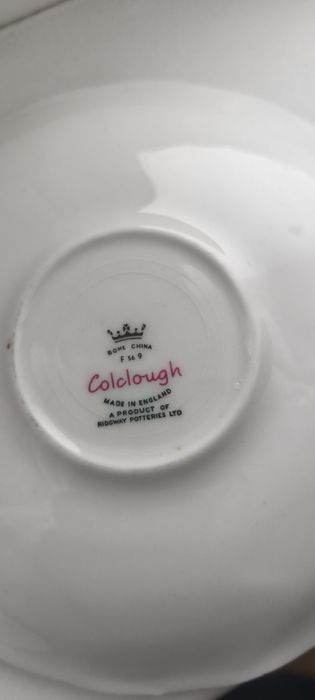 BONE CHINA
F 56 9
Colclough
MADE IN ENGLAND
A PRODUCT OF
RIDGWAY POTTERIES LTD